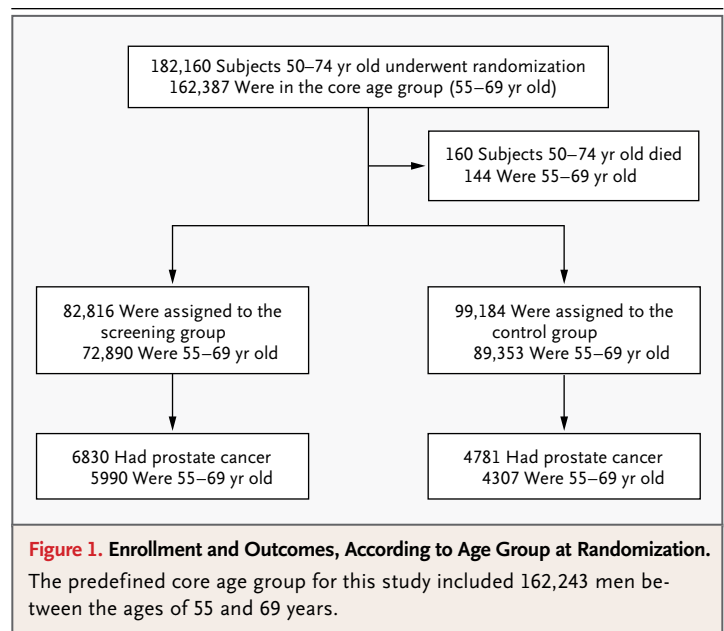 182,160 Subjects 50–74 yr old underwent randomization
162,387 Were in the core age group (55–69 yr old)
160 Subjects 50–74 yr old died
144 Were 55–69 yr old
82,816 Were assigned to the
screening group
72,890 Were 55–69 yr old
99,184 Were assigned to the
control group
89,353 Were 55–69 yr old
6830 Had prostate cancer
5990 Were 55–69 yr old
4781 Had prostate cancer
4307 Were 55–69 yr old
Figure 1. Enrollment and Outcomes, According to Age Group at Randomization.
The predefined core age group for this study included 162,243 men be-
tween the ages of 55 and 69 years.